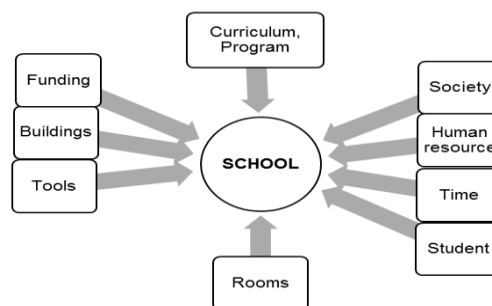 Curriculum,
Program
Funding
Buildings
Tools
SCHOOL
Society
Human
resource
Time
Student
Rooms